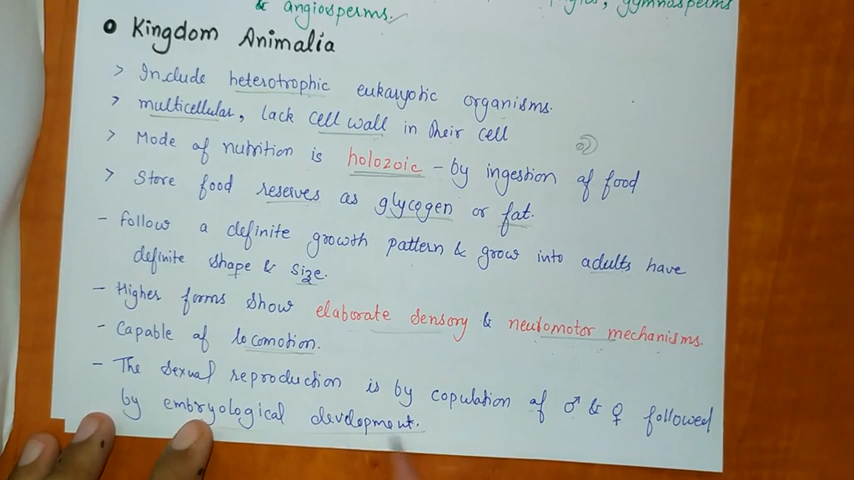 & angiosperms.
gymnosperms
Kingdom Animalia
> Include heterotrophic eukaryotic organisms.
> multicellular, lack cell wall in their cell
> Mode of nutrition is holozoic - by ingestion of food
> Store food reserves as glycogen or fat.
- Follow a definite growth pattern & grow into adults have
definite shape & size.
- Higher forms show elaborate sensory & neuromotor mechanisms.
- Capable of locomotion.
- The sexual reproduction is by copulation of ♂ & ♀ followed
by embryological development.